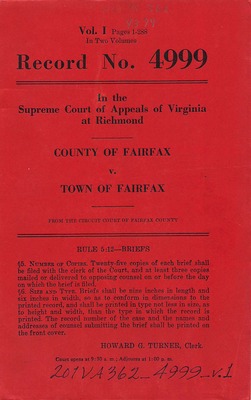 Vol. I Pages 1-286
In Two Volumes
Record No. 4999
In the
Supreme Court of Appeals of Virginia
at Richmond
COUNTY OF FAIRFAX
v.
TOWN OF FAIRFAX
FROM THE CIRCUIT COURT OF FAIRFAX COUNTY
RULE 5:12—BRIEFS
§5. NUMBER OF COPIES. Twenty-five copies of each brief shall
be filed with the clerk of the Court, and at least three copies
mailed or delivered to opposing counsel on or before the day
on which the brief is filed.
§6. SIZE AND TYPE. Briefs shall be nine inches in length and
six inches in width, so as to conform in dimensions to the
printed record, and shall be printed in type not less in size, as
to height and width, than the type in which the record is
printed. The record number of the case and the names and
addresses of counsel submitting the brief shall be printed on
the front cover.
HOWARD G. TURNER, Clerk.
Court opens at 9:30 a. m.; Adjourns at 1:00 p. m.
201VA362_4999_v.1